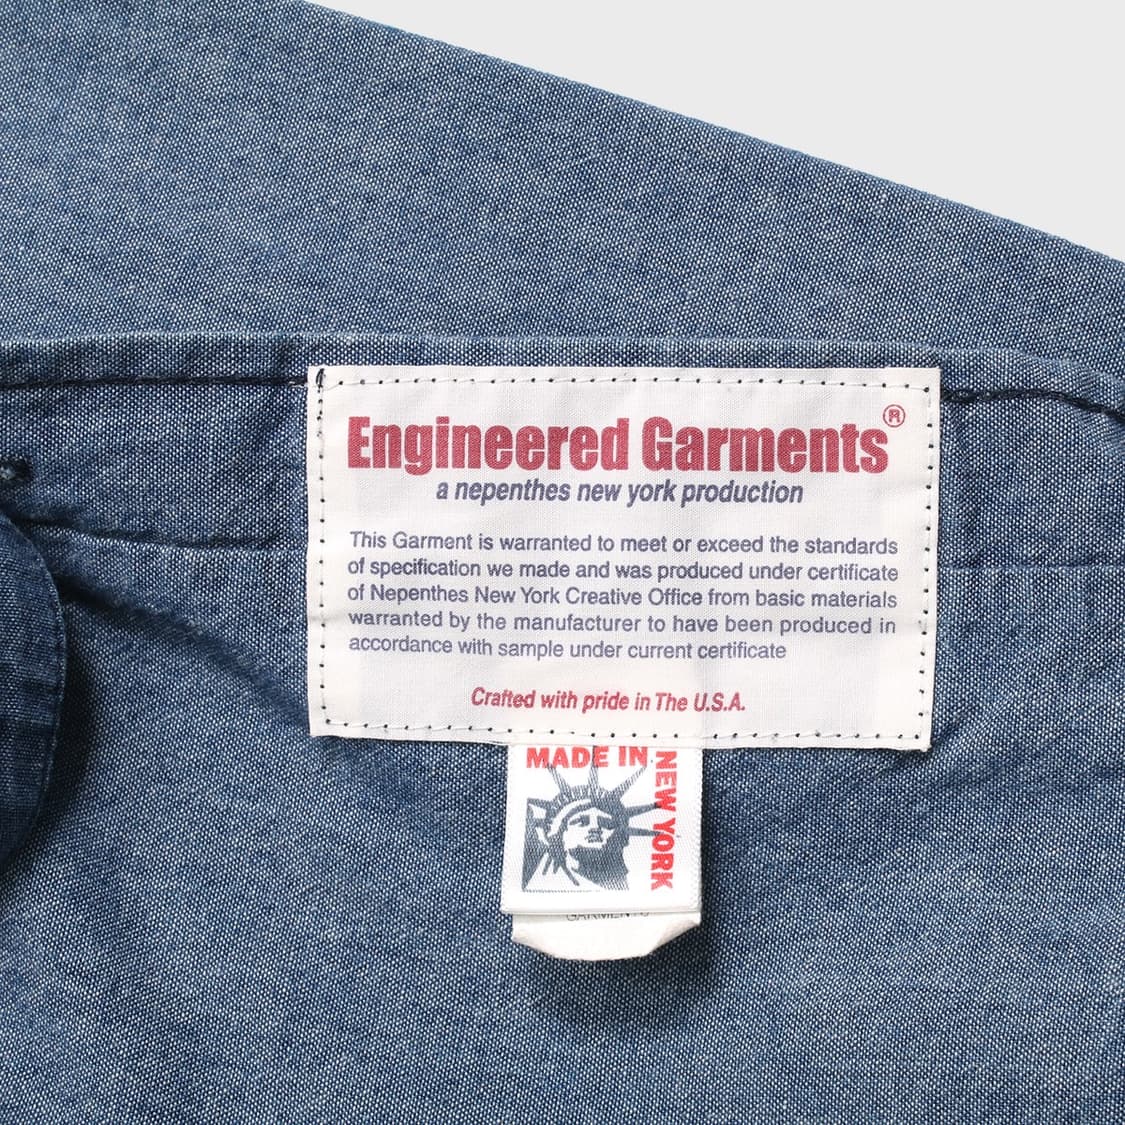 Engineered Garments®
a nepenthes new york production
This Garment is warranted to meet or exceed the standards
of specification we made and was produced under certificate
of Nepenthes New York Creative Office from basic materials
warranted by the manufacturer to have been produced in
accordance with sample under current certificate
Crafted with pride in The U.S.A.
MADE IN
NEW YORK